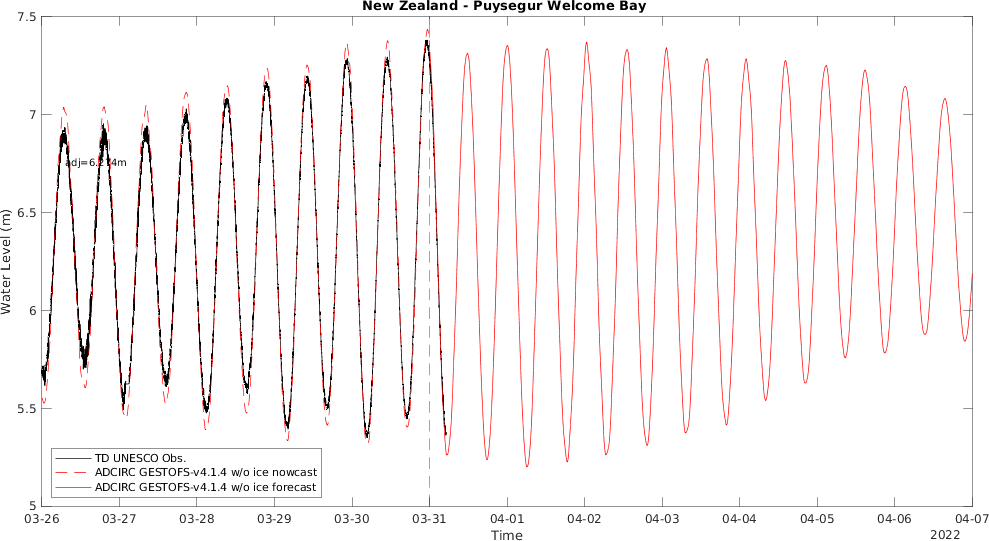 New Zealand - Puysegur Welcome Bay
7.5
7
6.5
6
5.5
5
Water Level (m)
adj=6.274m
TD UNESCO Obs.
ADCIRC GESTOFS-v4.1.4 w/o ice nowcast
ADCIRC GESTOFS-v4.1.4 w/o ice forecast
03-26 03-27 03-28 03-29 03-30 03-31 04-01 04-02 04-03 04-04 04-05 04-06 04-07
Time
2022